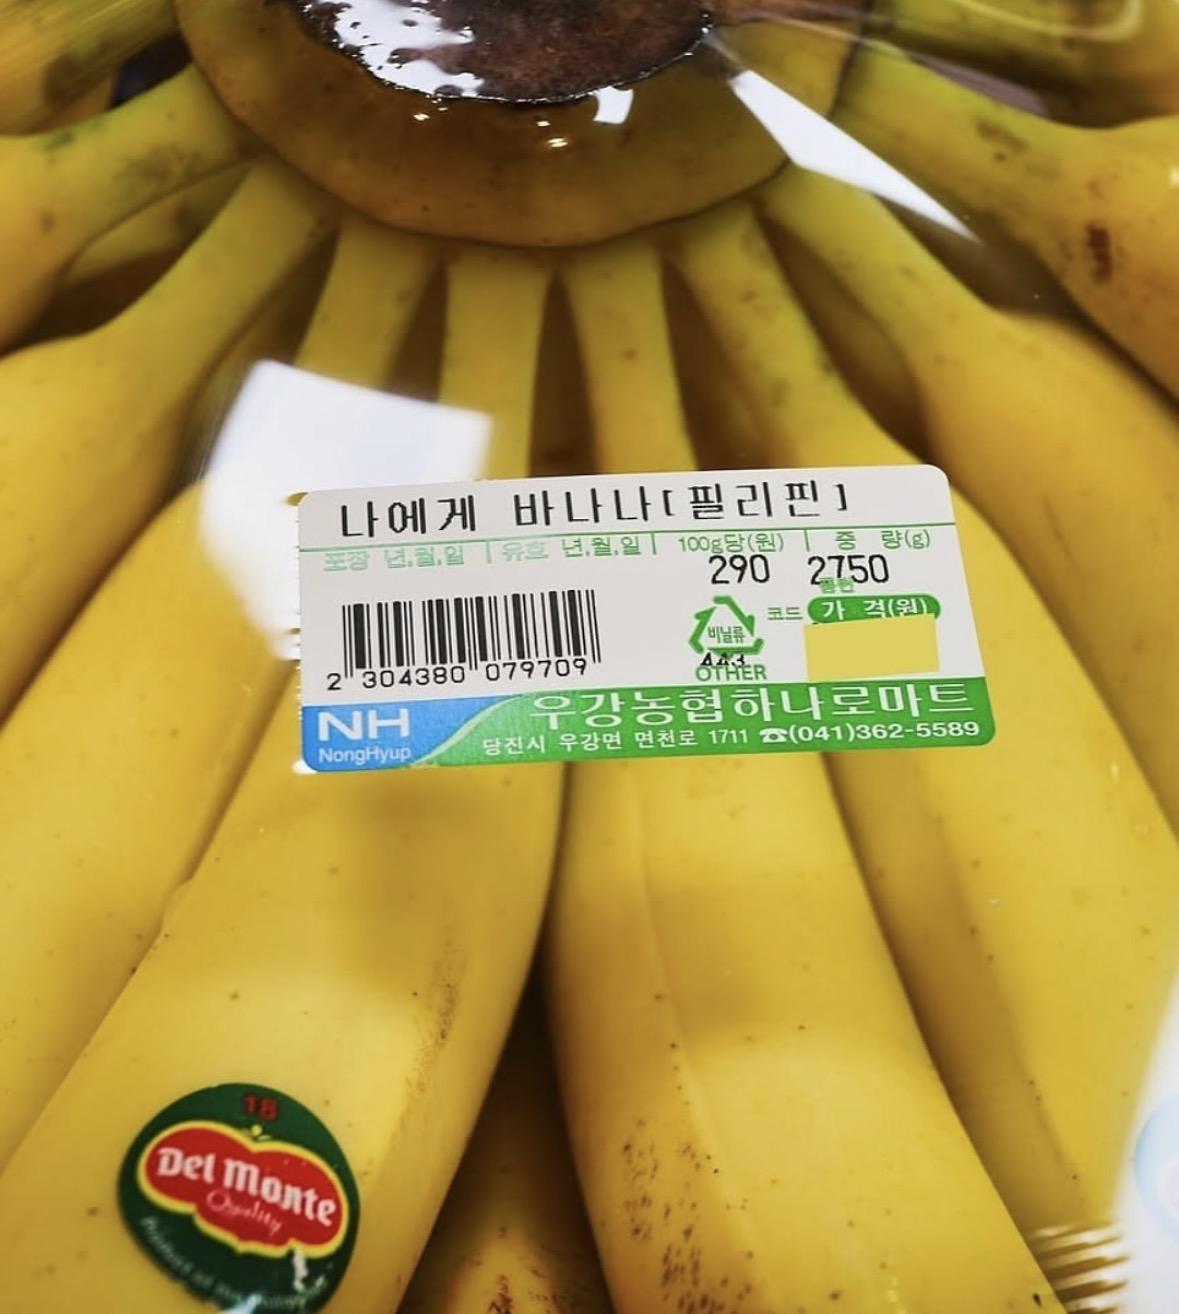 나에게 바나나[필리핀]
포장 년,월,일 | 유효 년,월,일 | 100g당(원) | 중 량(g)
290 2750
비닐류
OTHER
코드
가 격(원)
2 304380 079709
NH
NongHyup
우강농협하나로마트
당진시 우강면 면천로 1711 ☎(041)362-5589
18
Del Monte
Quality